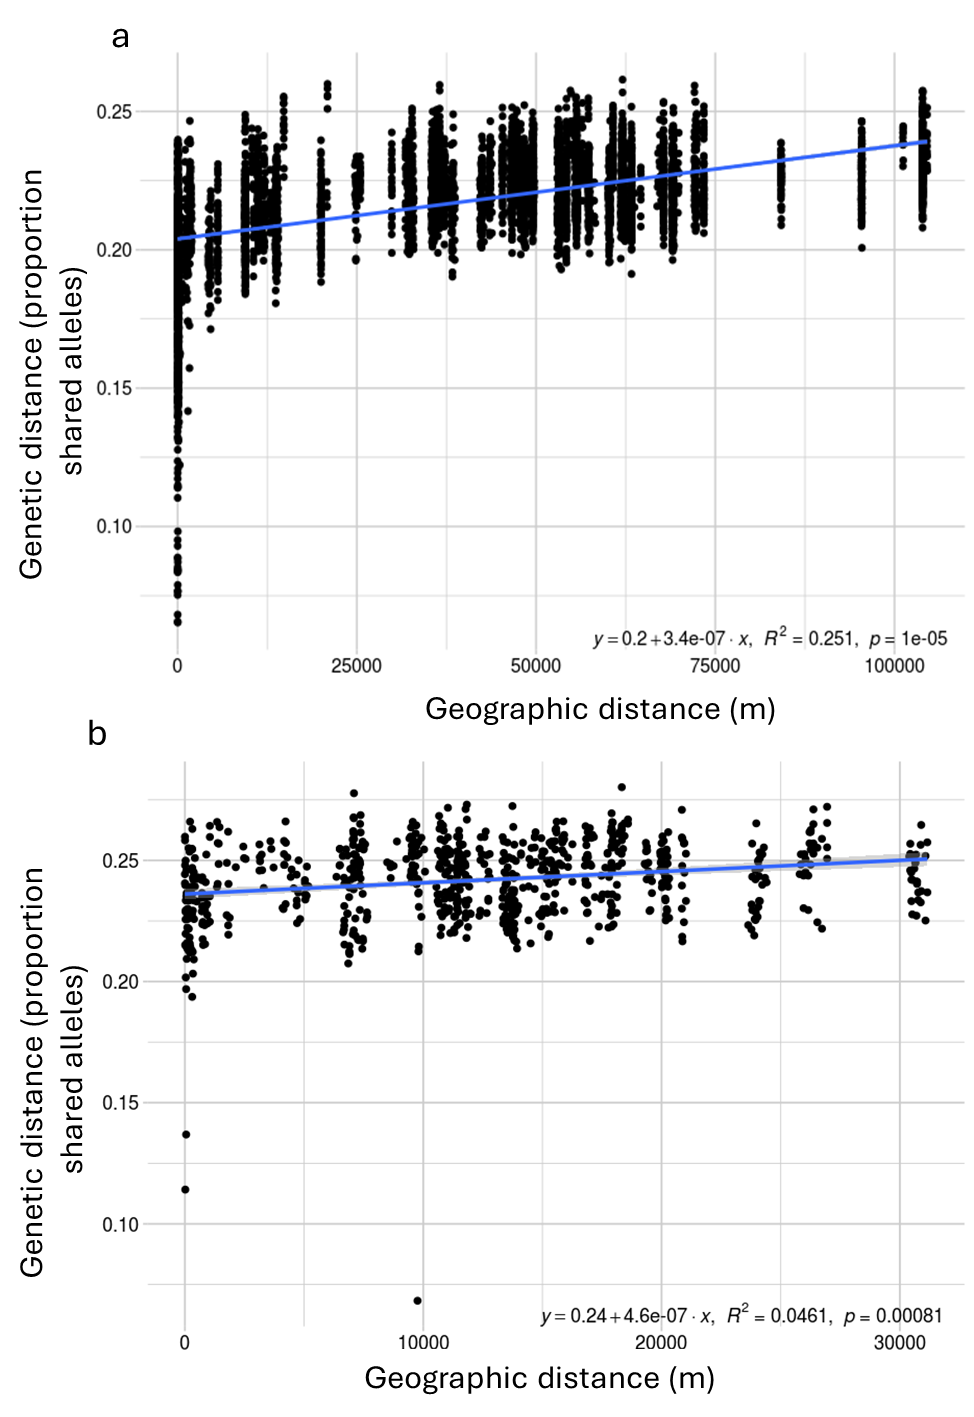 a
Genetic distance (proportion
shared alleles)
0.25
0.20
0.15
0.10
y = 0.2 + 3.4e-07 · x,  R² = 0.251,  p = 1e-05
0 25000 50000 75000 100000
Geographic distance (m)
b
Genetic distance (proportion
shared alleles)
0.25
0.20
0.15
0.10
y = 0.24 + 4.6e-07 · x,  R² = 0.0461,  p = 0.00081
0 10000 20000 30000
Geographic distance (m)